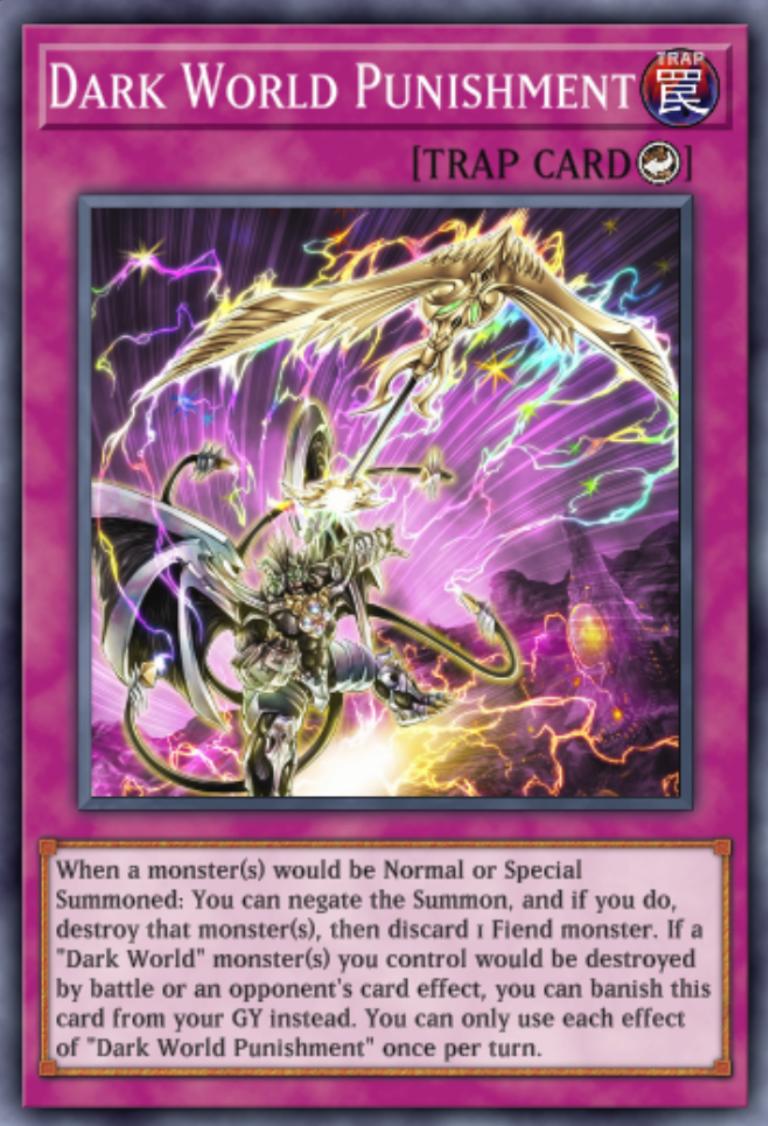 DARK WORLD PUNISHMENT
TRAP
罠
[TRAP CARD]
When a monster(s) would be Normal or Special
Summoned: You can negate the Summon, and if you do,
destroy that monster(s), then discard 1 Fiend monster. If a
"Dark World" monster(s) you control would be destroyed
by battle or an opponent's card effect, you can banish this
card from your GY instead. You can only use each effect
of "Dark World Punishment" once per turn.